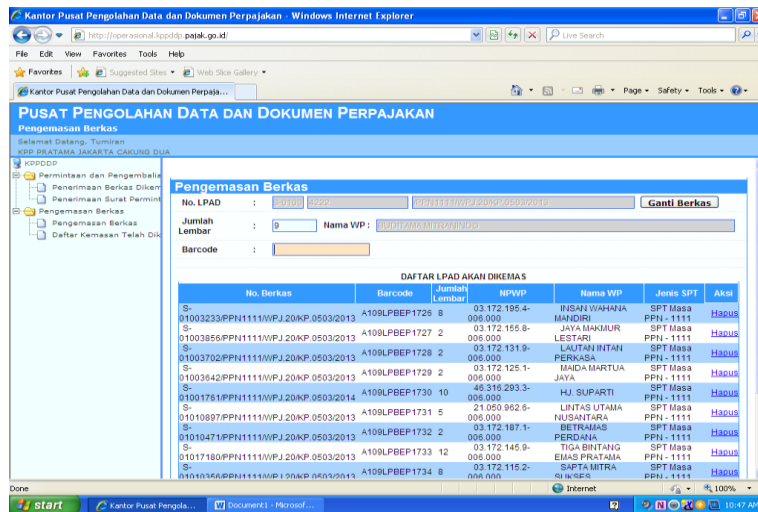 Kantor Pusat Pengolahan Data dan Dokumen Perpajakan - Windows Internet Explorer
http://operasional.kppddp.pajak.go.id/
Live Search
File Edit View Favorites Tools Help
Favorites Suggested Sites Web Slice Gallery
Kantor Pusat Pengolahan Data dan Dokumen Perpaja...
Page Safety Tools
PUSAT PENGOLAHAN DATA DAN DOKUMEN PERPAJAKAN
Pengemasan Berkas
Selamat Datang, Tumiran
KPP PRATAMA JAKARTA CAKUNG DUA
KPPDDP
Permintaan dan Pengembalia
Penerimaan Berkas Dikem
Penerimaan Surat Permint
Pengemasan Berkas
Pengemasan Berkas
Daftar Kemasan Telah Dik
Pengemasan Berkas
No. LPAD :
Ganti Berkas
Jumlah Lembar : 9 Nama WP :
Barcode :
DAFTAR LPAD AKAN DIKEMAS
No. Berkas Barcode Jumlah Lembar NPWP Nama WP Jenis SPT Aksi
S-01003233/PPN1111/WPJ.20/KP.0503/2013 A109LPBEP1726 8 03.172.195.4-006.000 INSAN WAHANA MANDIRI SPT Masa PPN - 1111 Hapus
S-01003856/PPN1111/WPJ.20/KP.0503/2013 A109LPBEP1727 2 03.172.155.8-006.000 JAYA MAKMUR LESTARI SPT Masa PPN - 1111 Hapus
S-01003702/PPN1111/WPJ.20/KP.0503/2013 A109LPBEP1728 2 03.172.131.9-006.000 LAUTAN INTAN PERKASA SPT Masa PPN - 1111 Hapus
S-01003642/PPN1111/WPJ.20/KP.0503/2013 A109LPBEP1729 2 03.172.125.1-006.000 MAIDA MARTUA JAYA SPT Masa PPN - 1111 Hapus
S-01001761/PPN1111/WPJ.20/KP.0503/2014 A109LPBEP1730 10 46.316.293.3-006.000 HJ. SUPARTI SPT Masa PPN - 1111 Hapus
S-01010897/PPN1111/WPJ.20/KP.0503/2013 A109LPBEP1731 5 21.050.962.6-006.000 LINTAS UTAMA NUSANTARA SPT Masa PPN - 1111 Hapus
S-01010471/PPN1111/WPJ.20/KP.0503/2013 A109LPBEP1732 2 03.172.187.1-006.000 BETRAMAS PERDANA SPT Masa PPN - 1111 Hapus
S-01017180/PPN1111/WPJ.20/KP.0503/2013 A109LPBEP1733 12 03.172.145.9-006.000 TIGA BINTANG EMAS PRATAMA SPT Masa PPN - 1111 Hapus
S-01010356/PPN1111/WPJ.20/KP.0503/2013 A109LPBEP1734 8 03.172.115.2-006.000 SAPTA MITRA SUKSES SPT Masa PPN - 1111 Hapus
Done Internet 100%
start Kantor Pusat Pengola... Document1 - Microsof... 10:47 AM